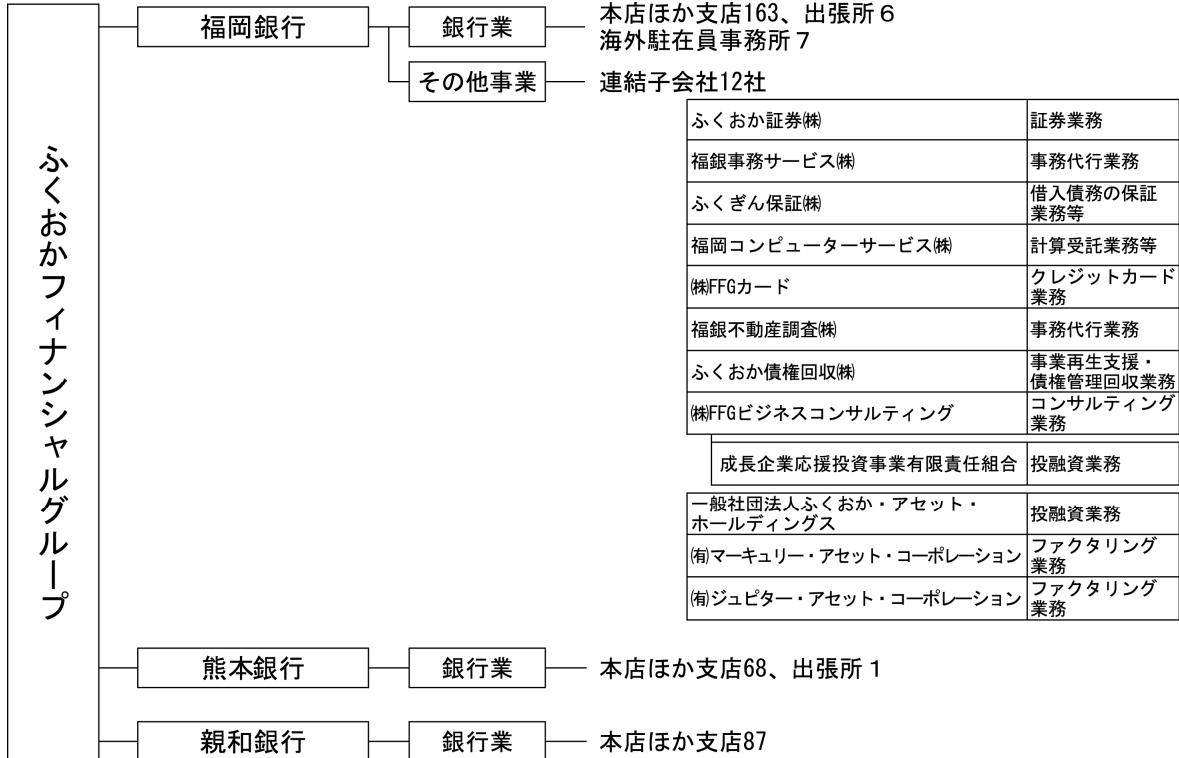 ふくおかフィナンシャルグループ
福岡銀行
銀行業
本店ほか支店163、出張所6
海外駐在員事務所7
その他事業
連結子会社12社
ふくおか証券㈱
証券業務
福銀事務サービス㈱
事務代行業務
ふくぎん保証㈱
借入債務の保証
業務等
福岡コンピューターサービス㈱
計算受託業務等
㈱FFGカード
クレジットカード
業務
福銀不動産調査㈱
事務代行業務
ふくおか債権回収㈱
事業再生支援・
債権管理回収業務
㈱FFGビジネスコンサルティング
コンサルティング
業務
成長企業応援投資事業有限責任組合
投融資業務
一般社団法人ふくおか・アセット・
ホールディングス
投融資業務
㈲マーキュリー・アセット・コーポレーション
ファクタリング
業務
㈲ジュピター・アセット・コーポレーション
ファクタリング
業務
熊本銀行
銀行業
本店ほか支店68、出張所1
親和銀行
銀行業
本店ほか支店87